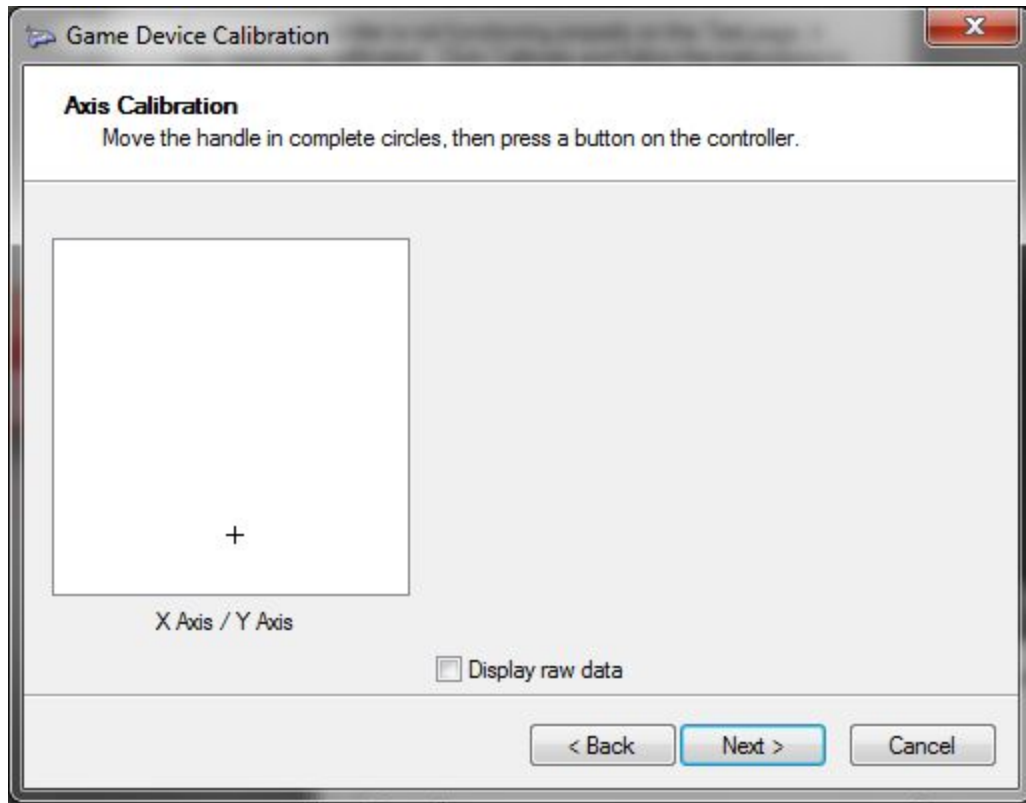 Game Device Calibration
Axis Calibration
Move the handle in complete circles, then press a button on the controller.
X Axis / Y Axis
Display raw data
< Back
Next >
Cancel